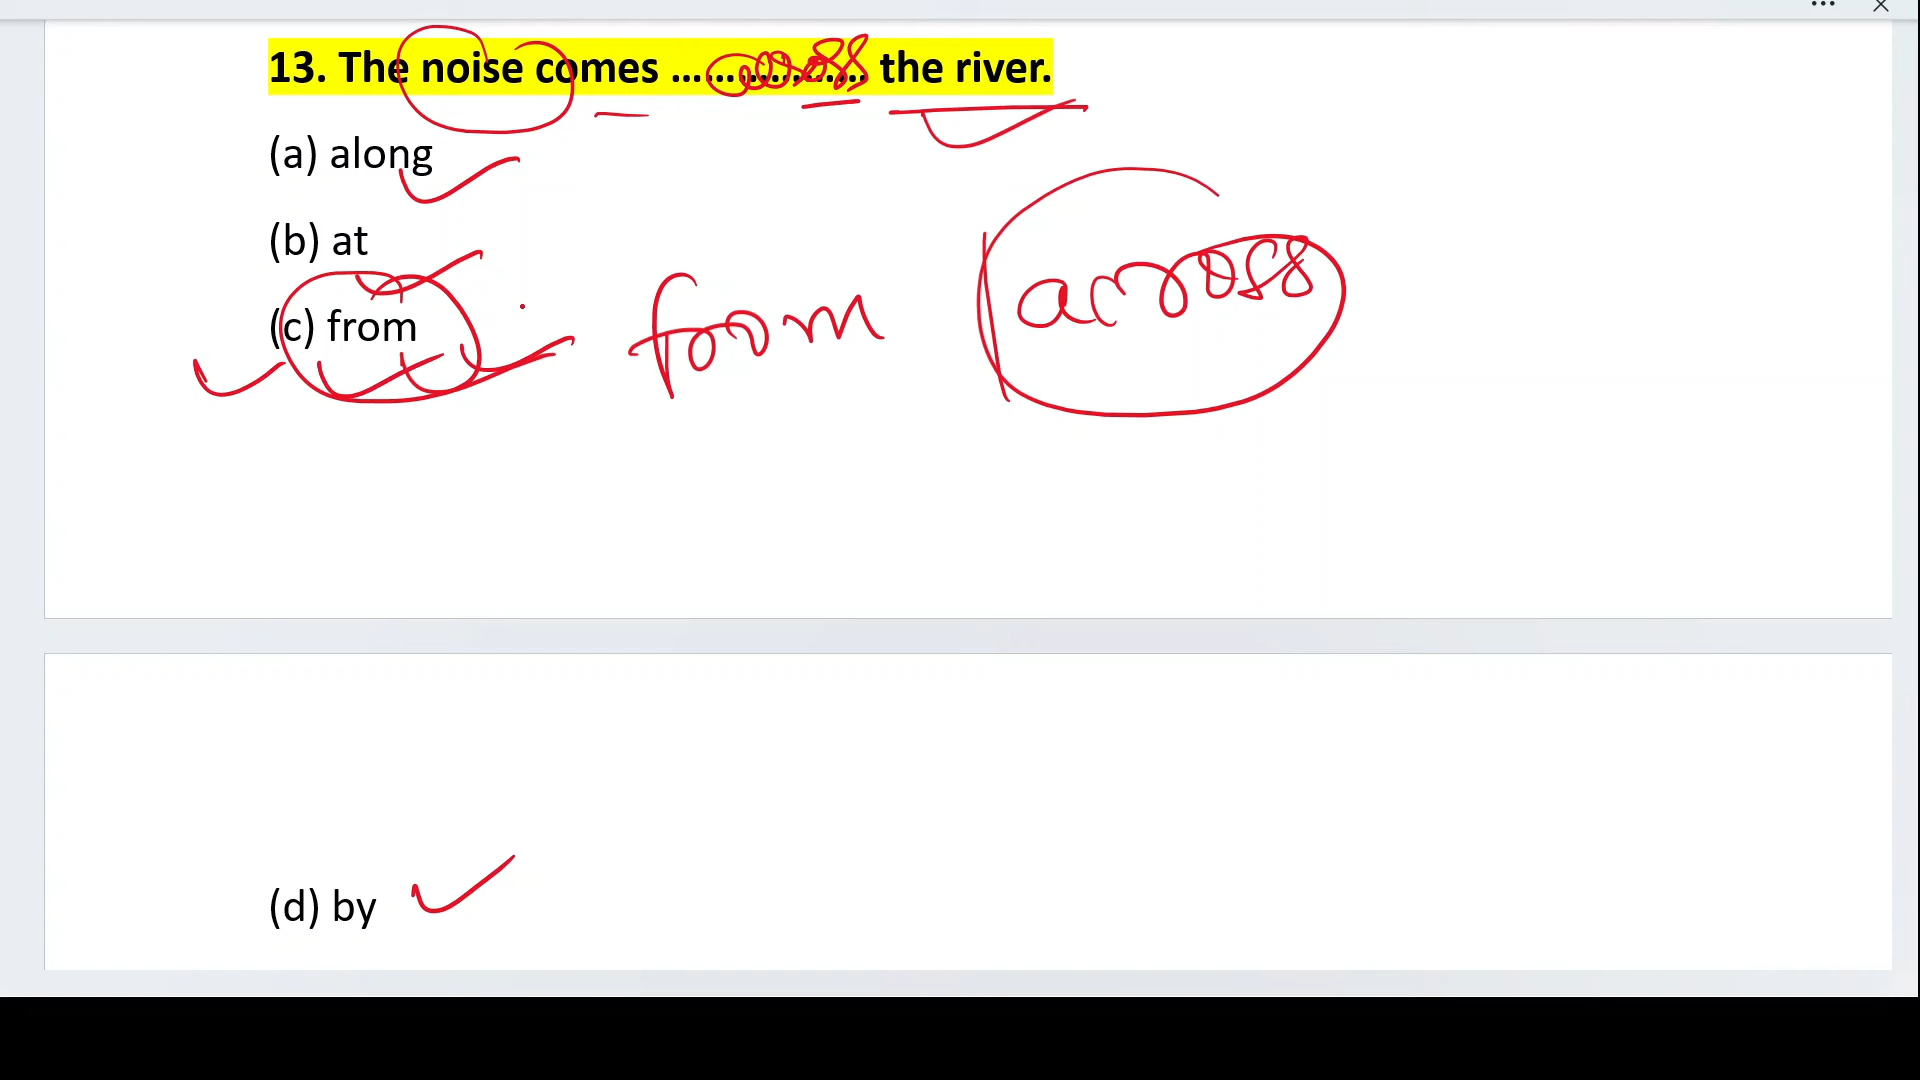 13. The noise comes ................. the river.
across
(a) along
(b) at
(c) from
from across
(d) by